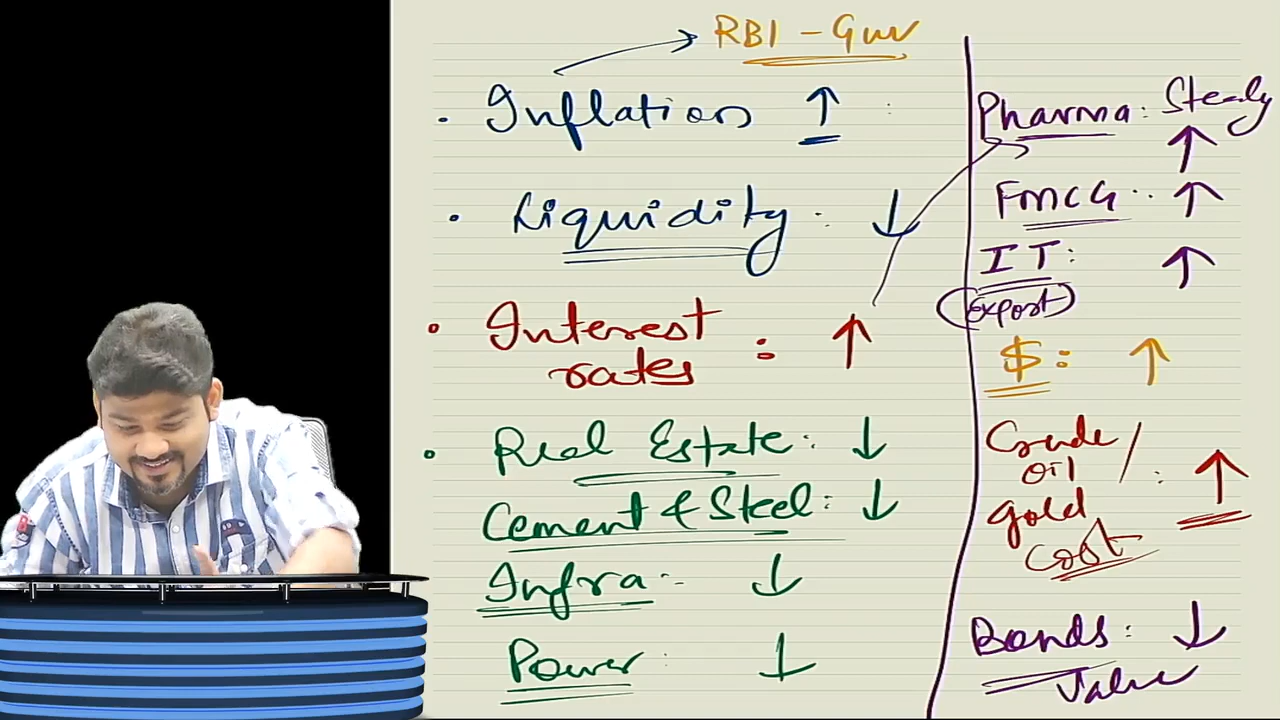 RBI - Guv
• Inflation ↑ :
• Liquidity : ↓
• Interest
rates : ↑
• Real Estate : ↓
Cement & Steel : ↓
Infra : ↓
Power : ↓
Pharma : Steady
↑
FMCG : ↑
IT : ↑
(export)
$ : ↑
Crude /
oil
Gold : ↑
cost
Bonds : ↓
Value